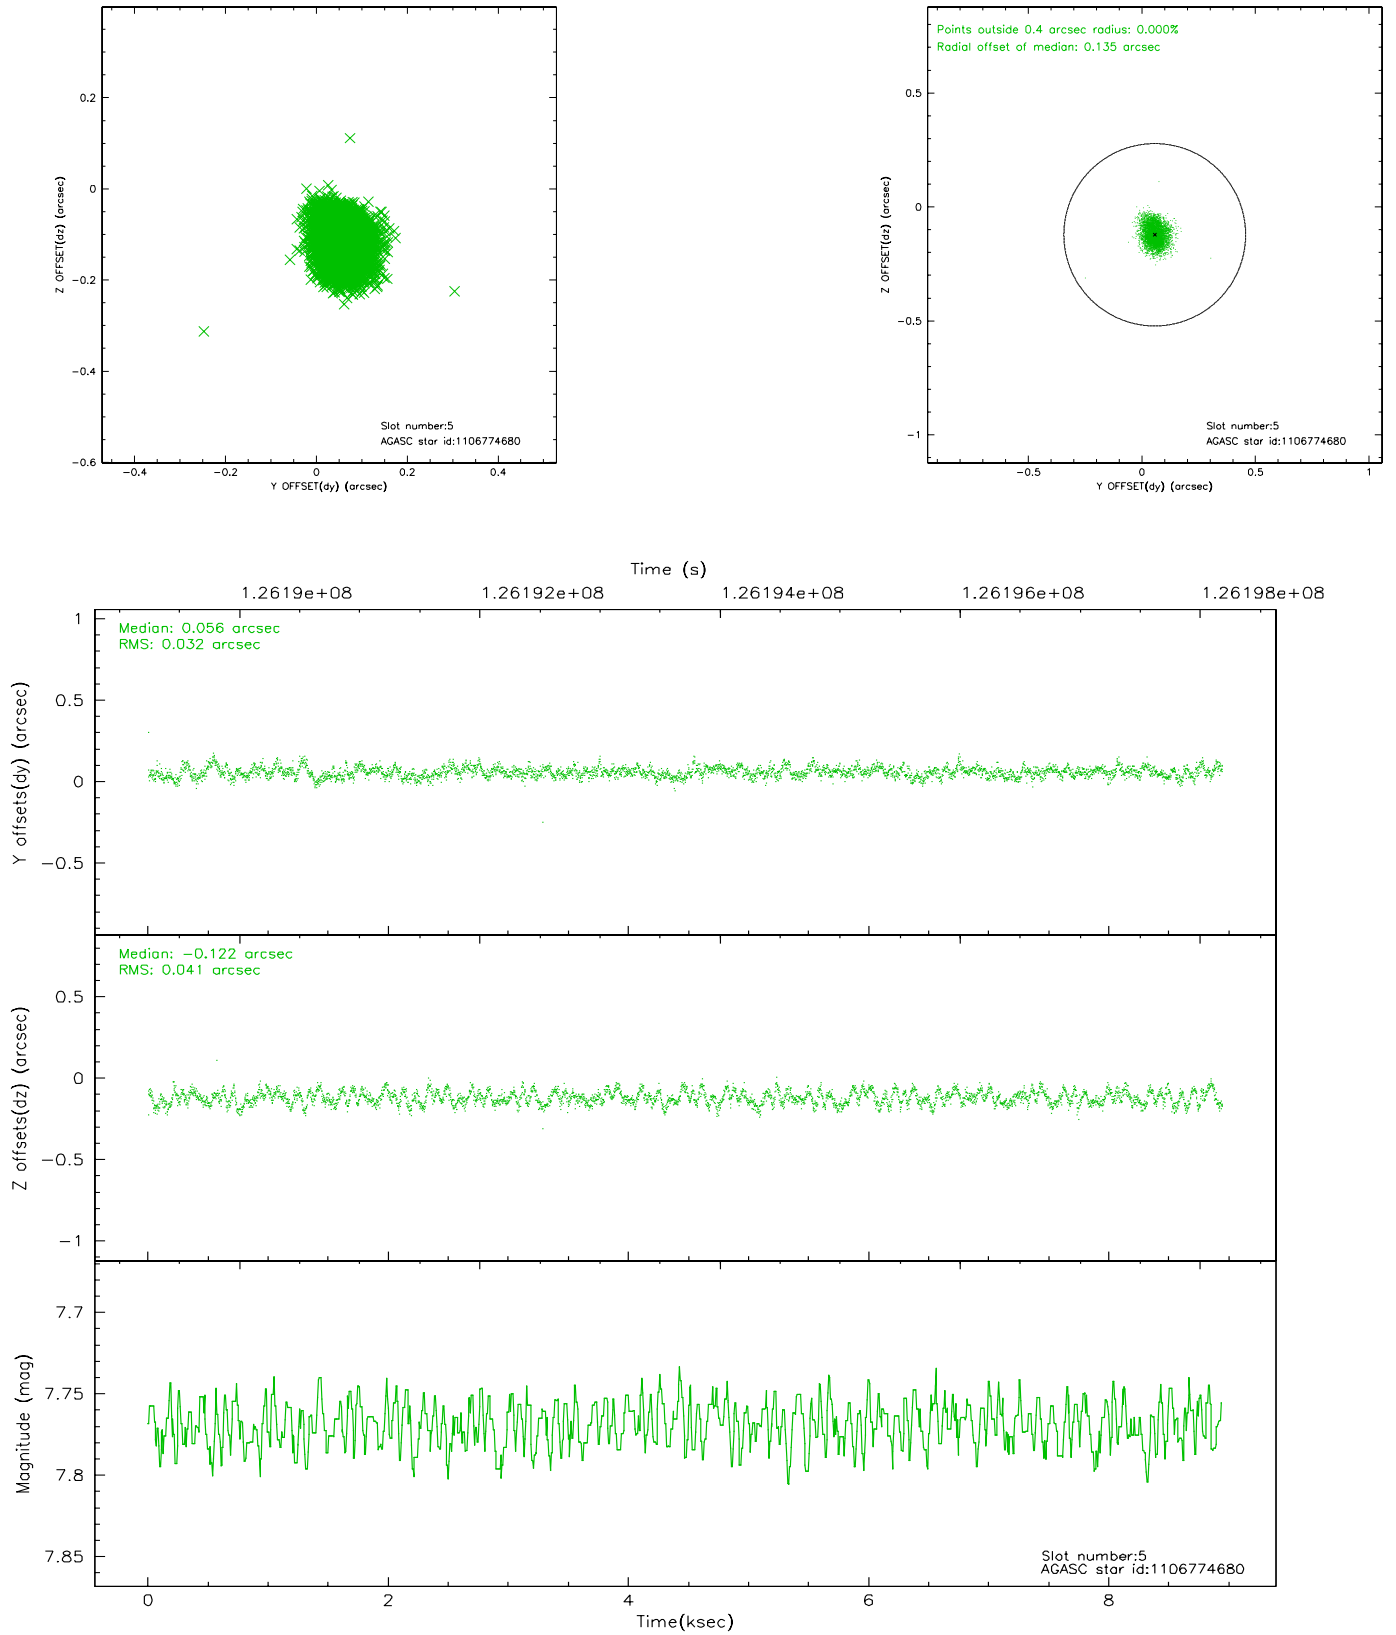 0.2
0
−0.2
−0.4
−0.6
−0.4
−0.2
0
0.2
0.4
Z OFFSET(dz) (arcsec)
Y OFFSET(dy) (arcsec)
Slot number:5
AGASC star id:1106774680
Points outside 0.4 arcsec radius: 0.000%
Radial offset of median: 0.135 arcsec
0.5
0
−0.5
−1
−0.5
0
0.5
1
Z OFFSET(dz) (arcsec)
Y OFFSET(dy) (arcsec)
Slot number:5
AGASC star id:1106774680
Time (s)
1.2619e+08
1.26192e+08
1.26194e+08
1.26196e+08
1.26198e+08
Median: 0.056 arcsec
RMS: 0.032 arcsec
1
0.5
0
−0.5
Y offsets(dy) (arcsec)
Median: −0.122 arcsec
RMS: 0.041 arcsec
0.5
0
−0.5
−1
Z offsets(dz) (arcsec)
7.7
7.75
7.8
7.85
Magnitude (mag)
Slot number:5
AGASC star id:1106774680
0
2
4
6
8
Time(ksec)